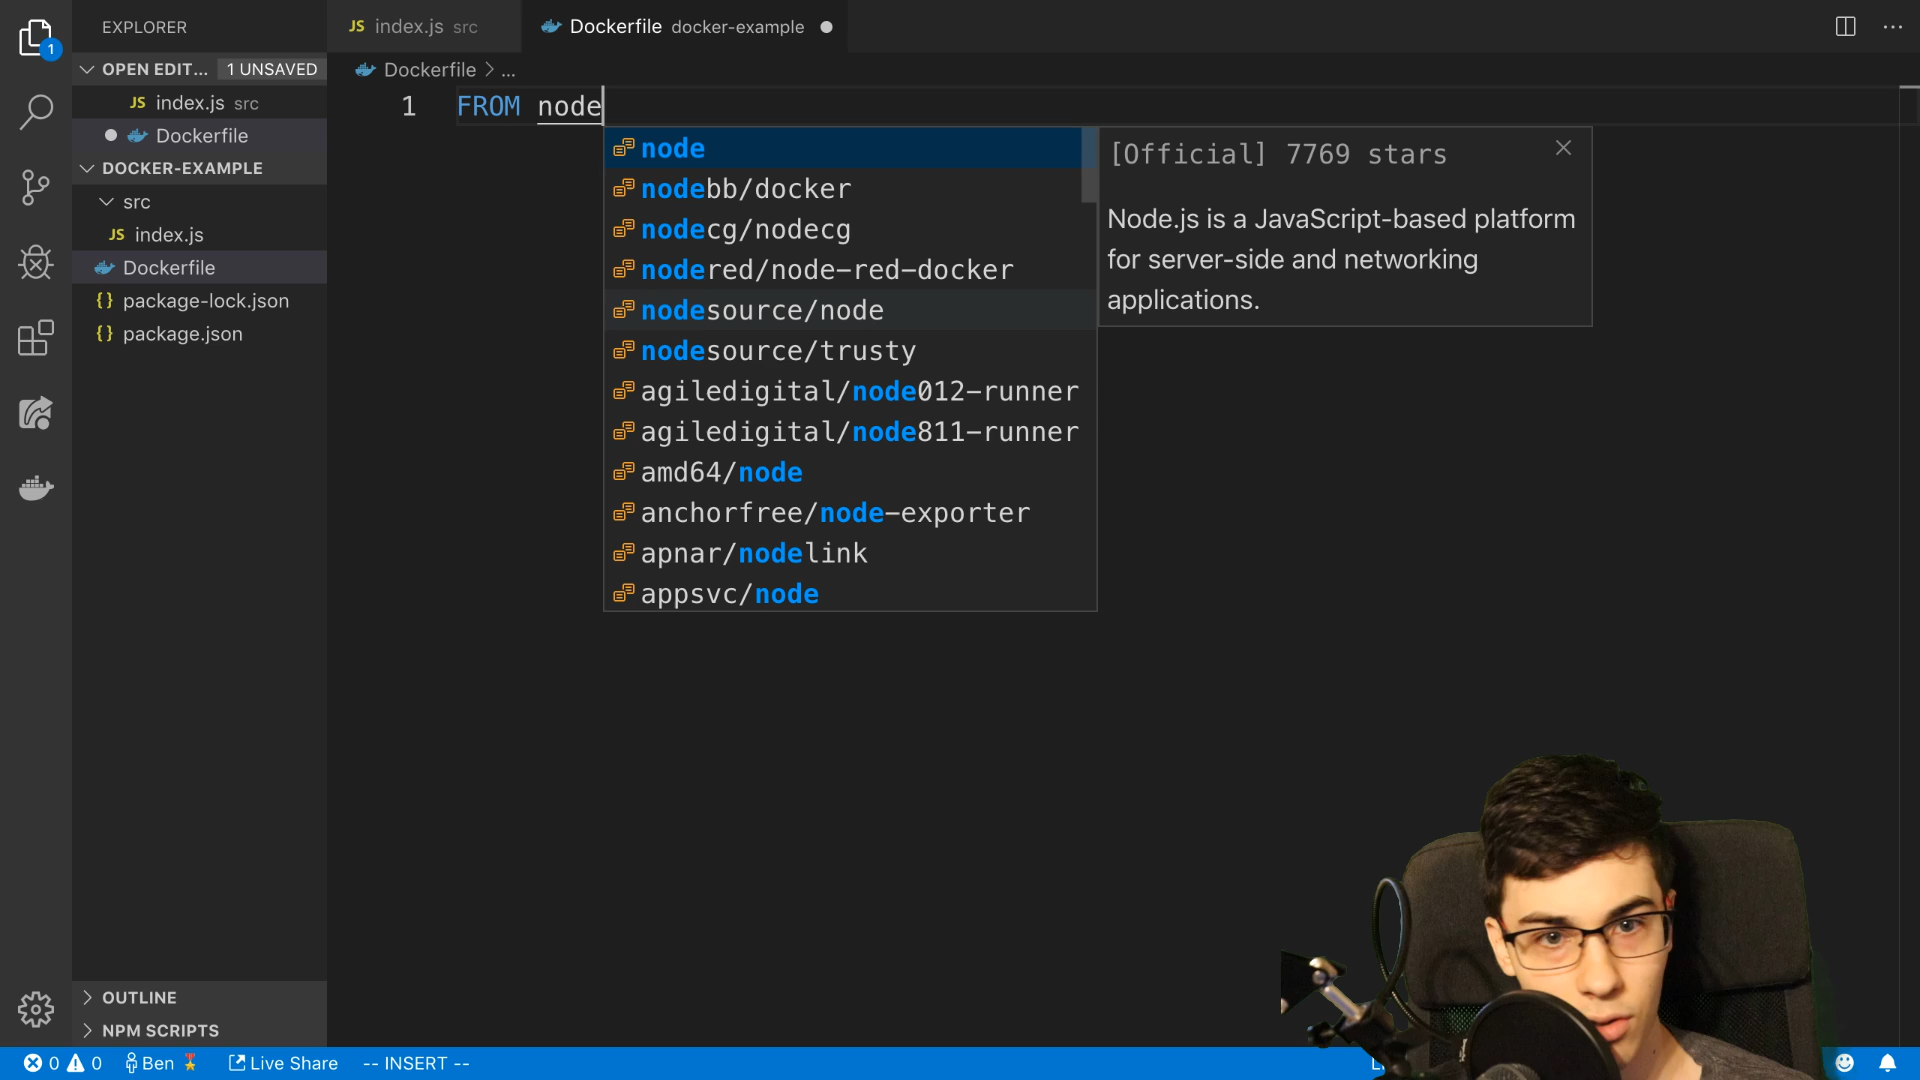 EXPLORER
JS index.js src
Dockerfile docker-example
1
OPEN EDIT... 1 UNSAVED
Dockerfile > ...
JS index.js src
1 FROM node
Dockerfile
DOCKER-EXAMPLE
src
JS index.js
Dockerfile
{} package-lock.json
{} package.json
node
nodebb/docker
nodecg/nodecg
nodered/node-red-docker
nodesource/node
nodesource/trusty
agiledigital/node012-runner
agiledigital/node811-runner
amd64/node
anchorfree/node-exporter
apnar/nodelink
appsvc/node
[Official] 7769 stars
Node.js is a JavaScript-based platform
for server-side and networking
applications.
OUTLINE
NPM SCRIPTS
0 0 Ben Live Share -- INSERT --